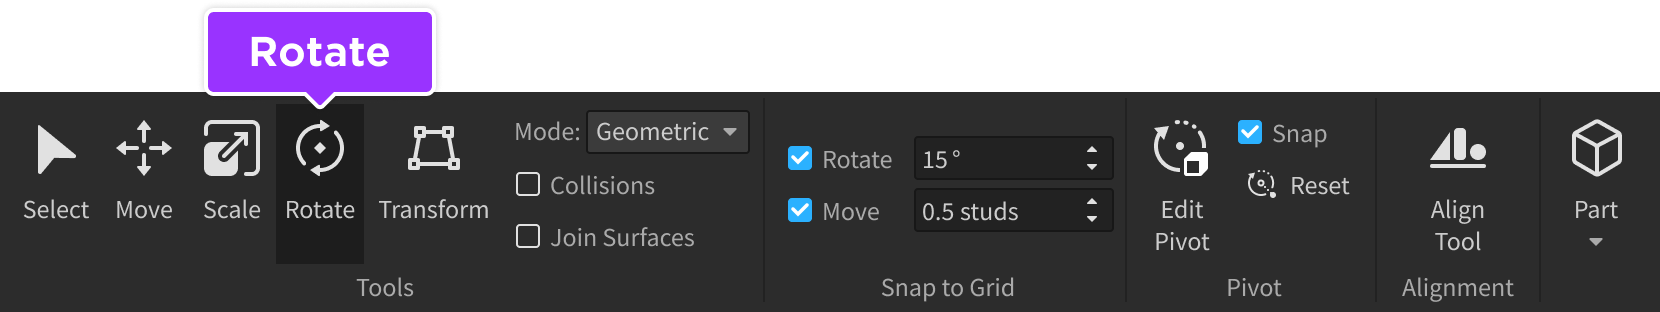 Rotate
Select
Move
Scale
Rotate
Transform
Mode: Geometric
Collisions
Join Surfaces
Tools
Rotate 15 °
Move 0.5 studs
Snap to Grid
Edit
Pivot
Snap
Reset
Pivot
Align
Tool
Alignment
Part